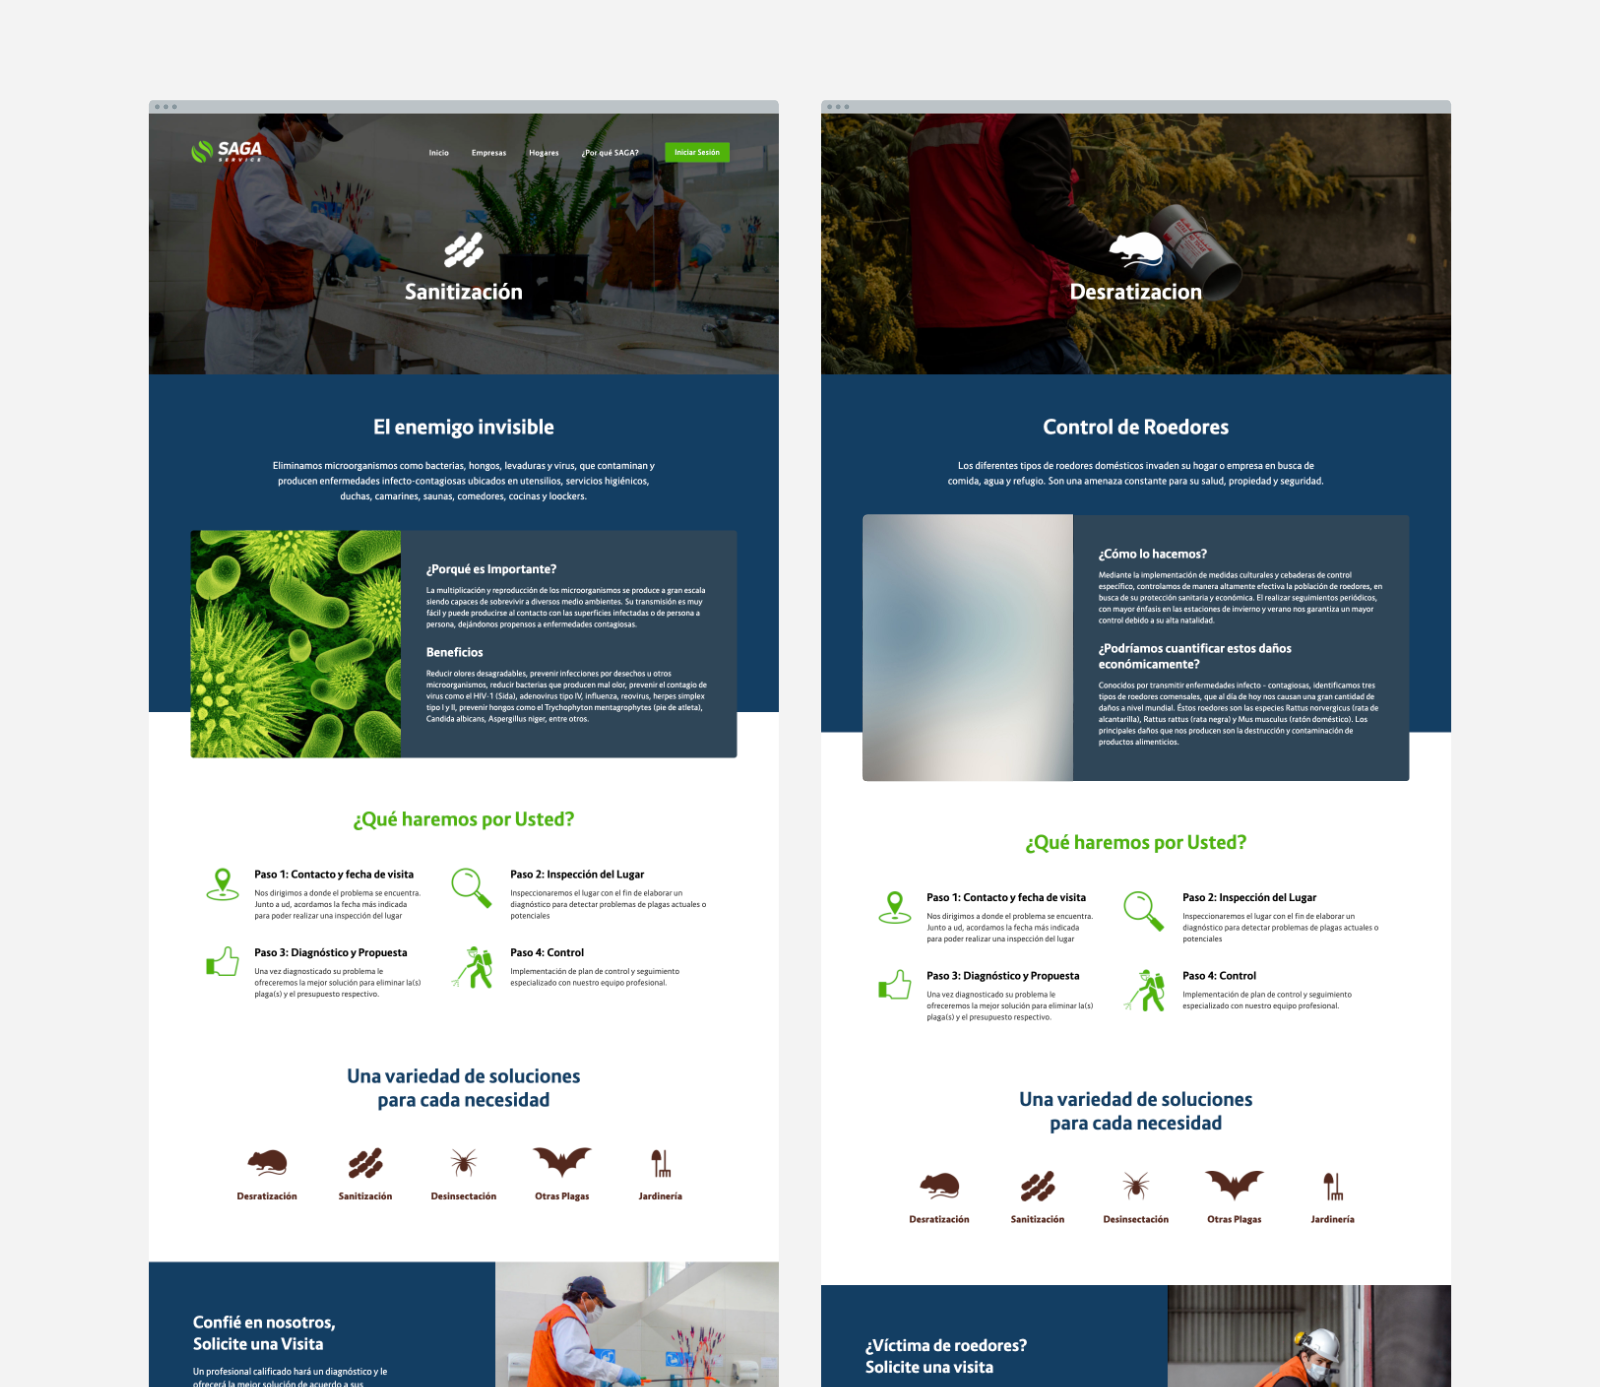 SAGA
SERVICE
Inicio
Empresas
Hogares
¿Por qué SAGA?
Iniciar Sesión
Sanitización
El enemigo invisible
Eliminamos microorganismos como bacterias, hongos, levaduras y virus, que contaminan y
producen enfermedades infecto-contagiosas ubicados en utensilios, servicios higiénicos,
duchas, camarines, saunas, comedores, cocinas y loockers.
¿Porqué es Importante?
La multiplicación y reproducción de los microorganismos se produce a gran escala
siendo capaces de sobrevivir a diversos medio ambientes. Su transmisión es muy
fácil y puede producirse al contacto con las superficies infectadas o de persona a
persona, dejándonos propensos a enfermedades contagiosas.
Beneficios
Reducir olores desagradables, prevenir infecciones por desechos u otros
microorganismos, reducir bacterias que producen mal olor, prevenir el contagio de
virus como el HIV-1 (Sida), adenovirus tipo IV, influenza, reovirus, herpes simplex
tipo I y II, prevenir hongos como el Trychophyton mentagrophytes (pie de atleta),
Candida albicans, Aspergillus niger, entre otros.
¿Qué haremos por Usted?
Paso 1: Contacto y fecha de visita
Nos dirigimos a donde el problema se encuentra.
Junto a ud, acordamos la fecha más indicada
para poder realizar una inspección del lugar
Paso 2: Inspección del Lugar
Inspeccionaremos el lugar con el fin de elaborar un
diagnóstico para detectar problemas de plagas actuales o
potenciales
Paso 3: Diagnóstico y Propuesta
Una vez diagnosticado su problema le
ofreceremos la mejor solución para eliminar la(s)
plaga(s) y el presupuesto respectivo.
Paso 4: Control
Implementación de plan de control y seguimiento
especializado con nuestro equipo profesional.
Una variedad de soluciones
para cada necesidad
Desratización
Sanitización
Desinsectación
Otras Plagas
Jardinería
Confié en nosotros,
Solicite una Visita
Un profesional calificado hará un diagnóstico y le
ofrecerá la mejor solución de acuerdo a sus
Desratizacion
Control de Roedores
Los diferentes tipos de roedores domésticos invaden su hogar o empresa en busca de
comida, agua y refugio. Son una amenaza constante para su salud, propiedad y seguridad.
¿Cómo lo hacemos?
Mediante la implementación de medidas culturales y cebaderas de control
específico, controlamos de manera altamente efectiva la población de roedores, en
busca de su protección sanitaria y económica. El realizar seguimientos periódicos,
con mayor énfasis en las estaciones de invierno y verano nos garantiza un mayor
control debido a su alta natalidad.
¿Podríamos cuantificar estos daños
económicamente?
Conocidos por transmitir enfermedades infecto - contagiosas, identificamos tres
tipos de roedores comensales, que al día de hoy nos causan una gran cantidad de
daños a nivel mundial. Éstos roedores son las especies Rattus norvergicus (rata de
alcantarilla), Rattus rattus (rata negra) y Mus musculus (ratón doméstico). Los
principales daños que nos producen son la destrucción y contaminación de
productos alimenticios.
¿Qué haremos por Usted?
Paso 1: Contacto y fecha de visita
Nos dirigimos a donde el problema se encuentra.
Junto a ud, acordamos la fecha más indicada
para poder realizar una inspección del lugar
Paso 2: Inspección del Lugar
Inspeccionaremos el lugar con el fin de elaborar un
diagnóstico para detectar problemas de plagas actuales o
potenciales
Paso 3: Diagnóstico y Propuesta
Una vez diagnosticado su problema le
ofreceremos la mejor solución para eliminar la(s)
plaga(s) y el presupuesto respectivo.
Paso 4: Control
Implementación de plan de control y seguimiento
especializado con nuestro equipo profesional.
Una variedad de soluciones
para cada necesidad
Desratización
Sanitización
Desinsectación
Otras Plagas
Jardinería
¿Víctima de roedores?
Solicite una visita